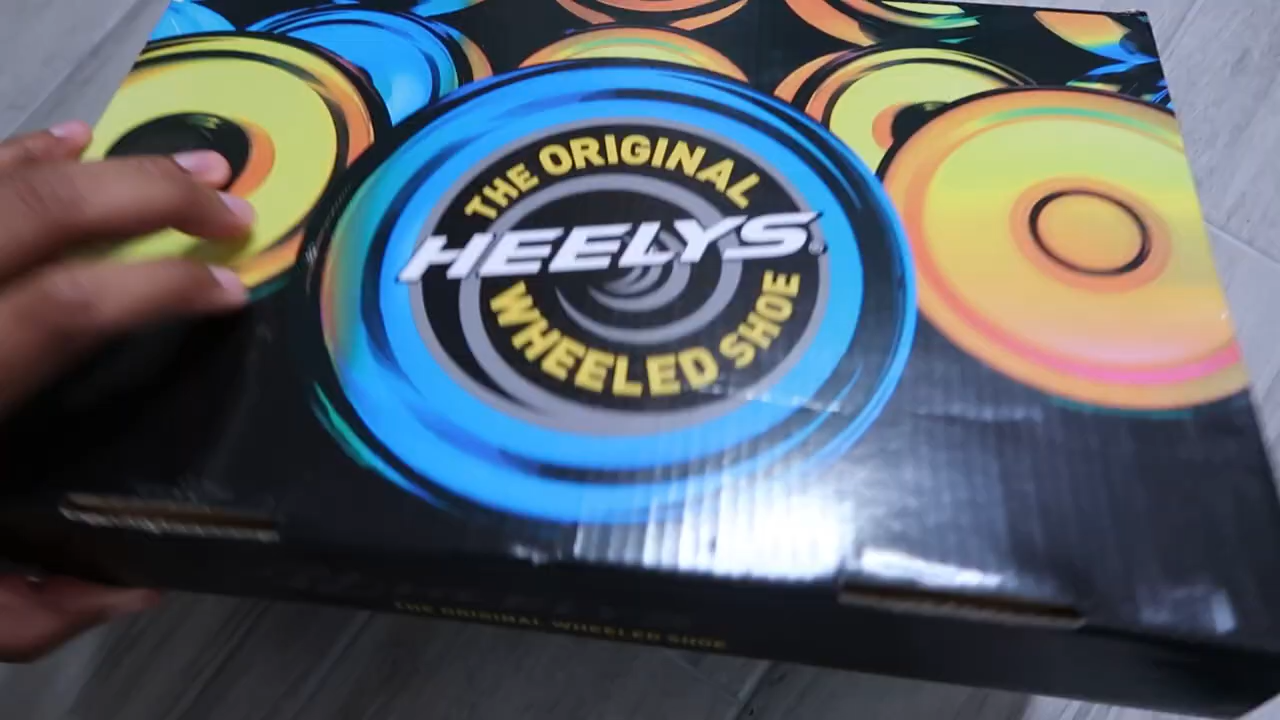 THE ORIGINAL
HEELYS
WHEELED SHOE
THE ORIGINAL WHEELED SHOE